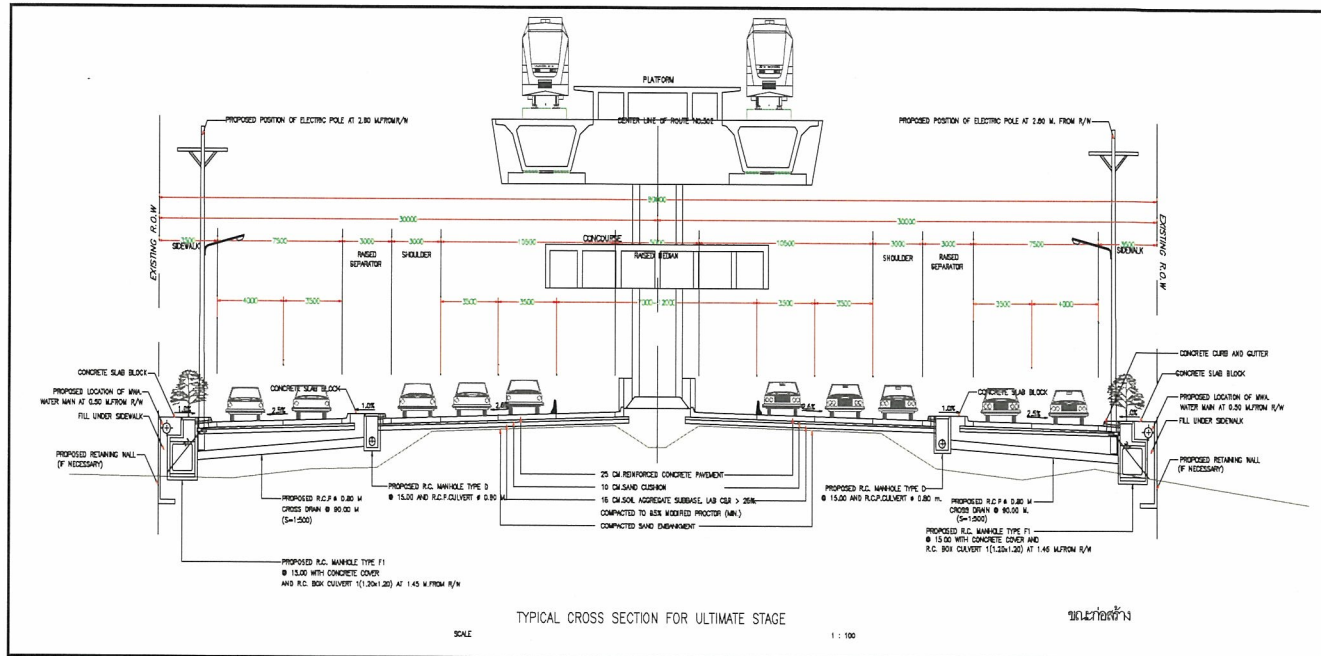 PLATFORM
CENTER LINE OF ROUTE NO.302
PROPOSED POSITION OF ELECTRIC POLE AT 2.80 M.FROM R/W
PROPOSED POSITION OF ELECTRIC POLE AT 2.80 M. FROM R/W
EXISTING R.O.W
EXISTING R.O.W
60000
30000
30000
3500
7500
3000
3000
10500
5000
10500
3000
3000
7500
3500
SIDEWALK
RAISED
SEPARATOR
SHOULDER
CONCOURSE
RAISED MEDIAN
SHOULDER
RAISED
SEPARATOR
SIDEWALK
4000
3500
3500
3500
3500
3500
3500
4000
CONCRETE SLAB BLOCK
PROPOSED LOCATION OF MWA.
WATER MAIN AT 0.50 M.FROM R/W
FILL UNDER SIDEWALK
PROPOSED RETAINING WALL
(IF NECESSARY)
1.0%
2.5%
CONCRETE SLAB BLOCK
1.0%
CONCRETE SLAB BLOCK
1.0%
2.5%
CONCRETE CURB AND GUTTER
CONCRETE SLAB BLOCK
PROPOSED LOCATION OF MWA.
WATER MAIN AT 0.50 M.FROM R/W
FILL UNDER SIDEWALK
PROPOSED RETAINING WALL
(IF NECESSARY)
PROPOSED R.C.P ø 0.80 M
CROSS DRAIN @ 90.00 M
(S=1:500)
PROPOSED R.C. MANHOLE TYPE D
@ 15.00 AND R.C.P.CULVERT ø 0.80 M.
25 CM.REINFORCED CONCRETE PAVEMENT
10 CM.SAND CUSHION
15 CM.SOIL AGGREGATE SUBBASE, LAB CBR > 25%
COMPACTED TO 95% MODIFIED PROCTOR (MIN.)
COMPACTED SAND EMBANKMENT
PROPOSED R.C. MANHOLE TYPE D
@ 15.00 AND R.C.P.CULVERT ø 0.80 m.
PROPOSED R.C.P ø 0.80 M
CROSS DRAIN @ 90.00 M.
(S=1:500)
PROPOSED R.C. MANHOLE TYPE F1
@ 15.00 WITH CONCRETE COVER AND
R.C. BOX CULVERT 1(1.20x1.20) AT 1.45 M.FROM R/W
PROPOSED R.C. MANHOLE TYPE F1
@ 15.00 WITH CONCRETE COVER
AND R.C. BOX CULVERT 1(1.20x1.20) AT 1.45 M.FROM R/W
TYPICAL CROSS SECTION FOR ULTIMATE STAGE
SCALE
1 : 100
ขณะก่อสร้าง